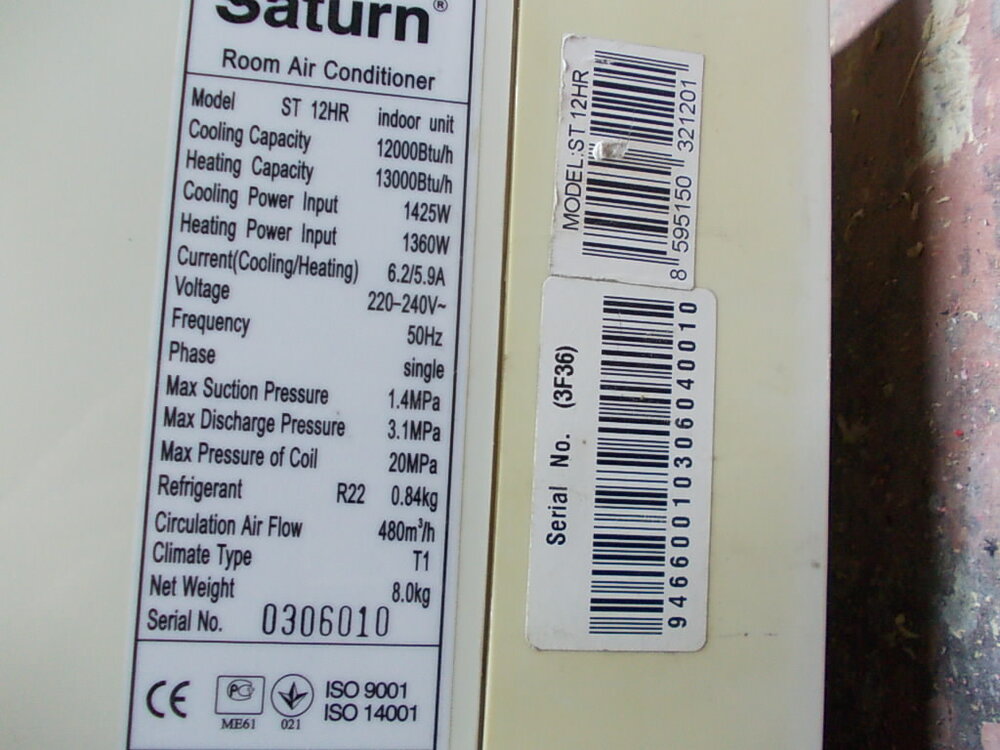 Saturn®
Room Air Conditioner
Model ST 12HR indoor unit
Cooling Capacity 12000Btu/h
Heating Capacity 13000Btu/h
Cooling Power Input 1425W
Heating Power Input 1360W
Current(Cooling/Heating) 6.2/5.9A
Voltage 220-240V~
Frequency 50Hz
Phase single
Max Suction Pressure 1.4MPa
Max Discharge Pressure 3.1MPa
Max Pressure of Coil 20MPa
Refrigerant R22 0.84kg
Circulation Air Flow 480m³/h
Climate Type T1
Net Weight 8.0kg
Serial No. 0306010
CE
РС
ME61
021
ISO 9001
ISO 14001
MODEL:ST 12HR
8 595150 321201
Serial No. (3F36)
9466001030604​0010